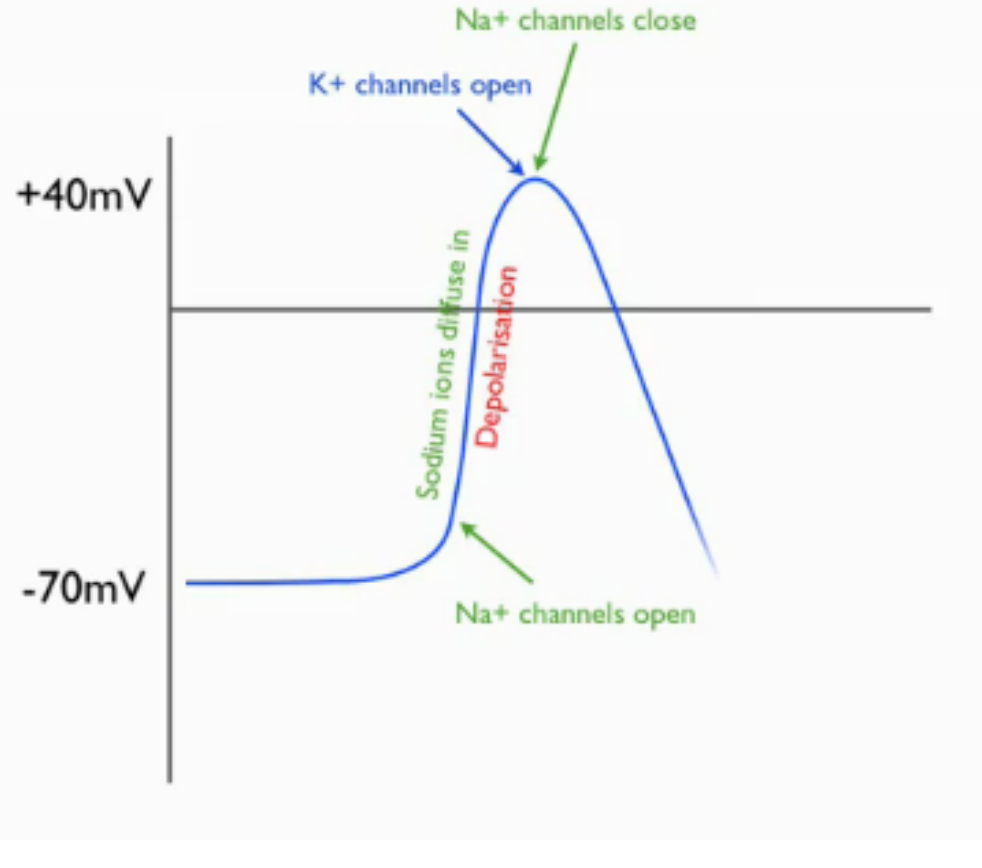 Na+ channels close
K+ channels open
+40mV
Sodium ions diffuse in
Depolarisation
-70mV
Na+ channels open